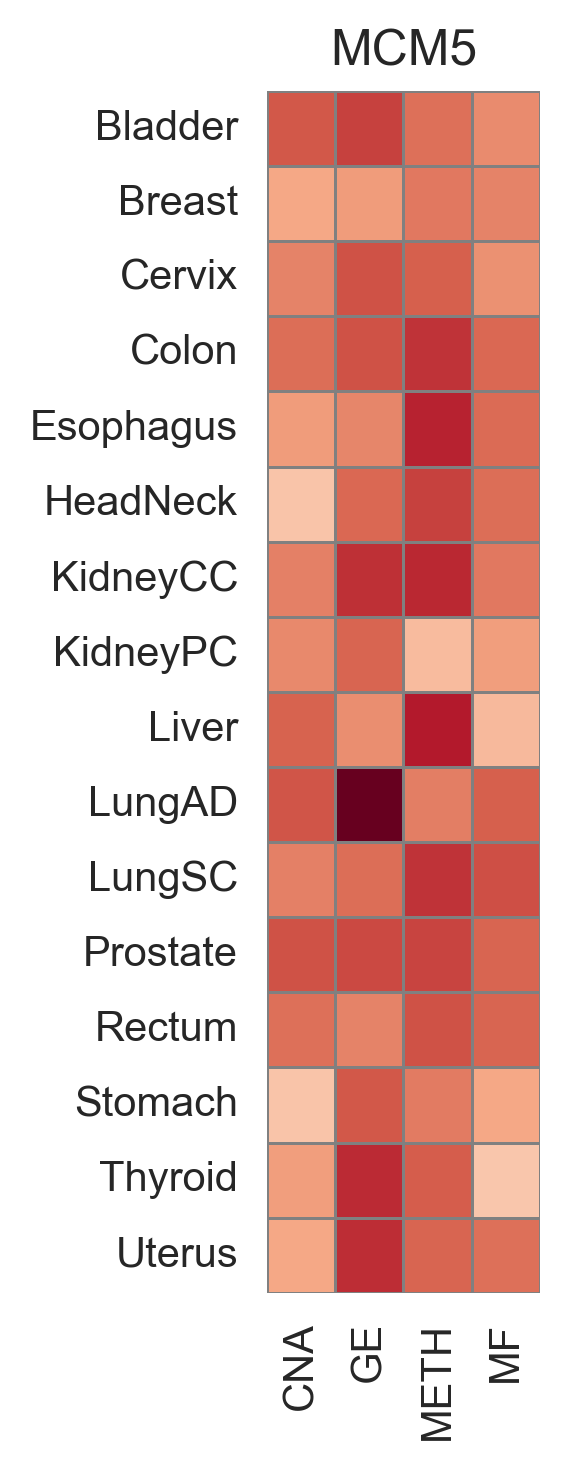 MCM5
Bladder
Breast
Cervix
Colon
Esophagus
HeadNeck
KidneyCC
KidneyPC
Liver
LungAD
LungSC
Prostate
Rectum
Stomach
Thyroid
Uterus
CNA
GE
METH
MF